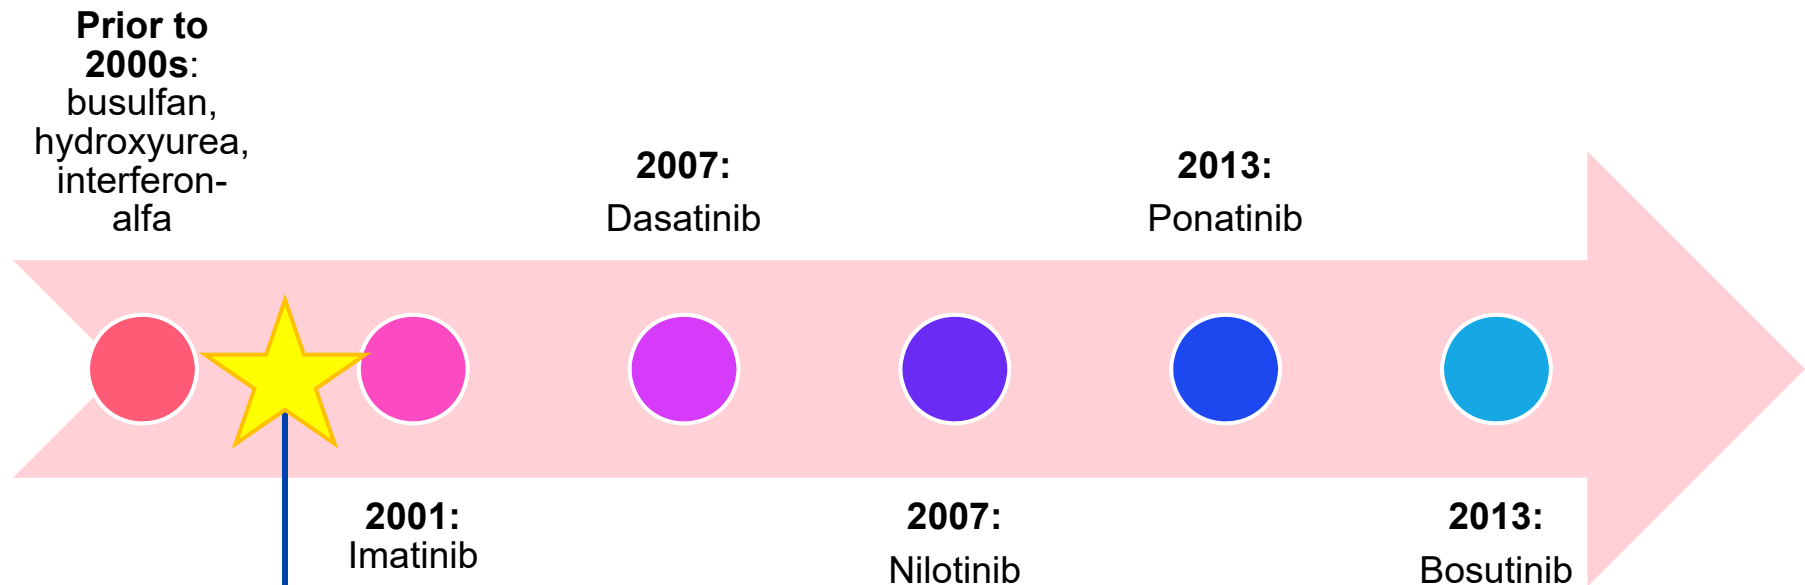 Prior to
2000s:
busulfan,
hydroxyurea,
interferon-
alfa
2001:
Imatinib
2007:
Dasatinib
2007:
Nilotinib
2013:
Ponatinib
2013:
Bosutinib